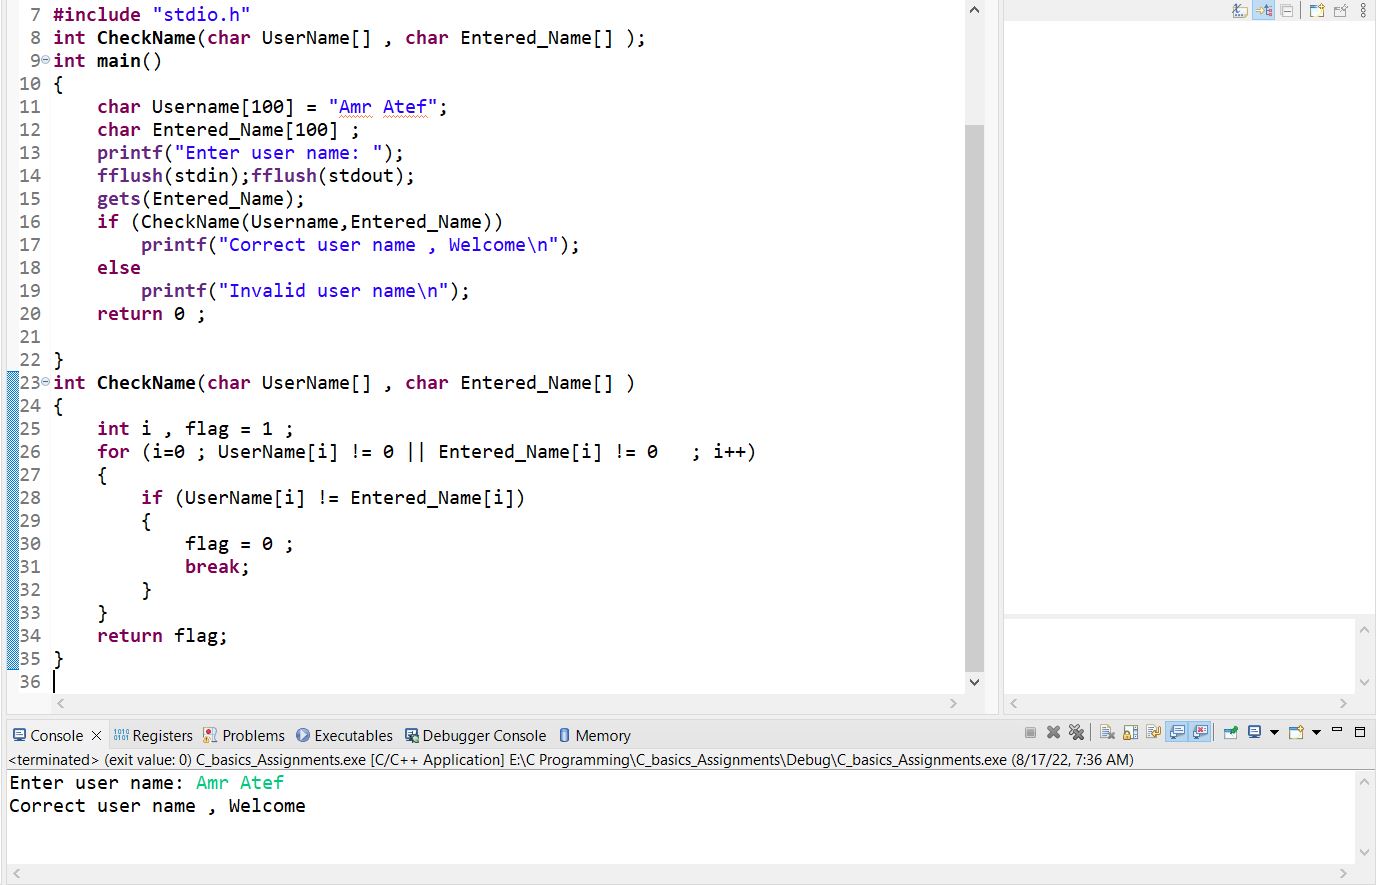 7 #include "stdio.h"
8 int CheckName(char UserName[] , char Entered_Name[] );
9 int main()
10 {
11     char Username[100] = "Amr Atef";
12     char Entered_Name[100] ;
13     printf("Enter user name: ");
14     fflush(stdin);fflush(stdout);
15     gets(Entered_Name);
16     if (CheckName(Username,Entered_Name))
17         printf("Correct user name , Welcome\n");
18     else
19         printf("Invalid user name\n");
20     return 0 ;
21
22 }
23 int CheckName(char UserName[] , char Entered_Name[] )
24 {
25     int i , flag = 1 ;
26     for (i=0 ; UserName[i] != 0 || Entered_Name[i] != 0   ; i++)
27     {
28         if (UserName[i] != Entered_Name[i])
29         {
30             flag = 0 ;
31             break;
32         }
33     }
34     return flag;
35 }
36
Console Registers Problems Executables Debugger Console Memory
<terminated> (exit value: 0) C_basics_Assignments.exe [C/C++ Application] E:\C Programming\C_basics_Assignments\Debug\C_basics_Assignments.exe (8/17/22, 7:36 AM)
Enter user name: Amr Atef
Correct user name , Welcome